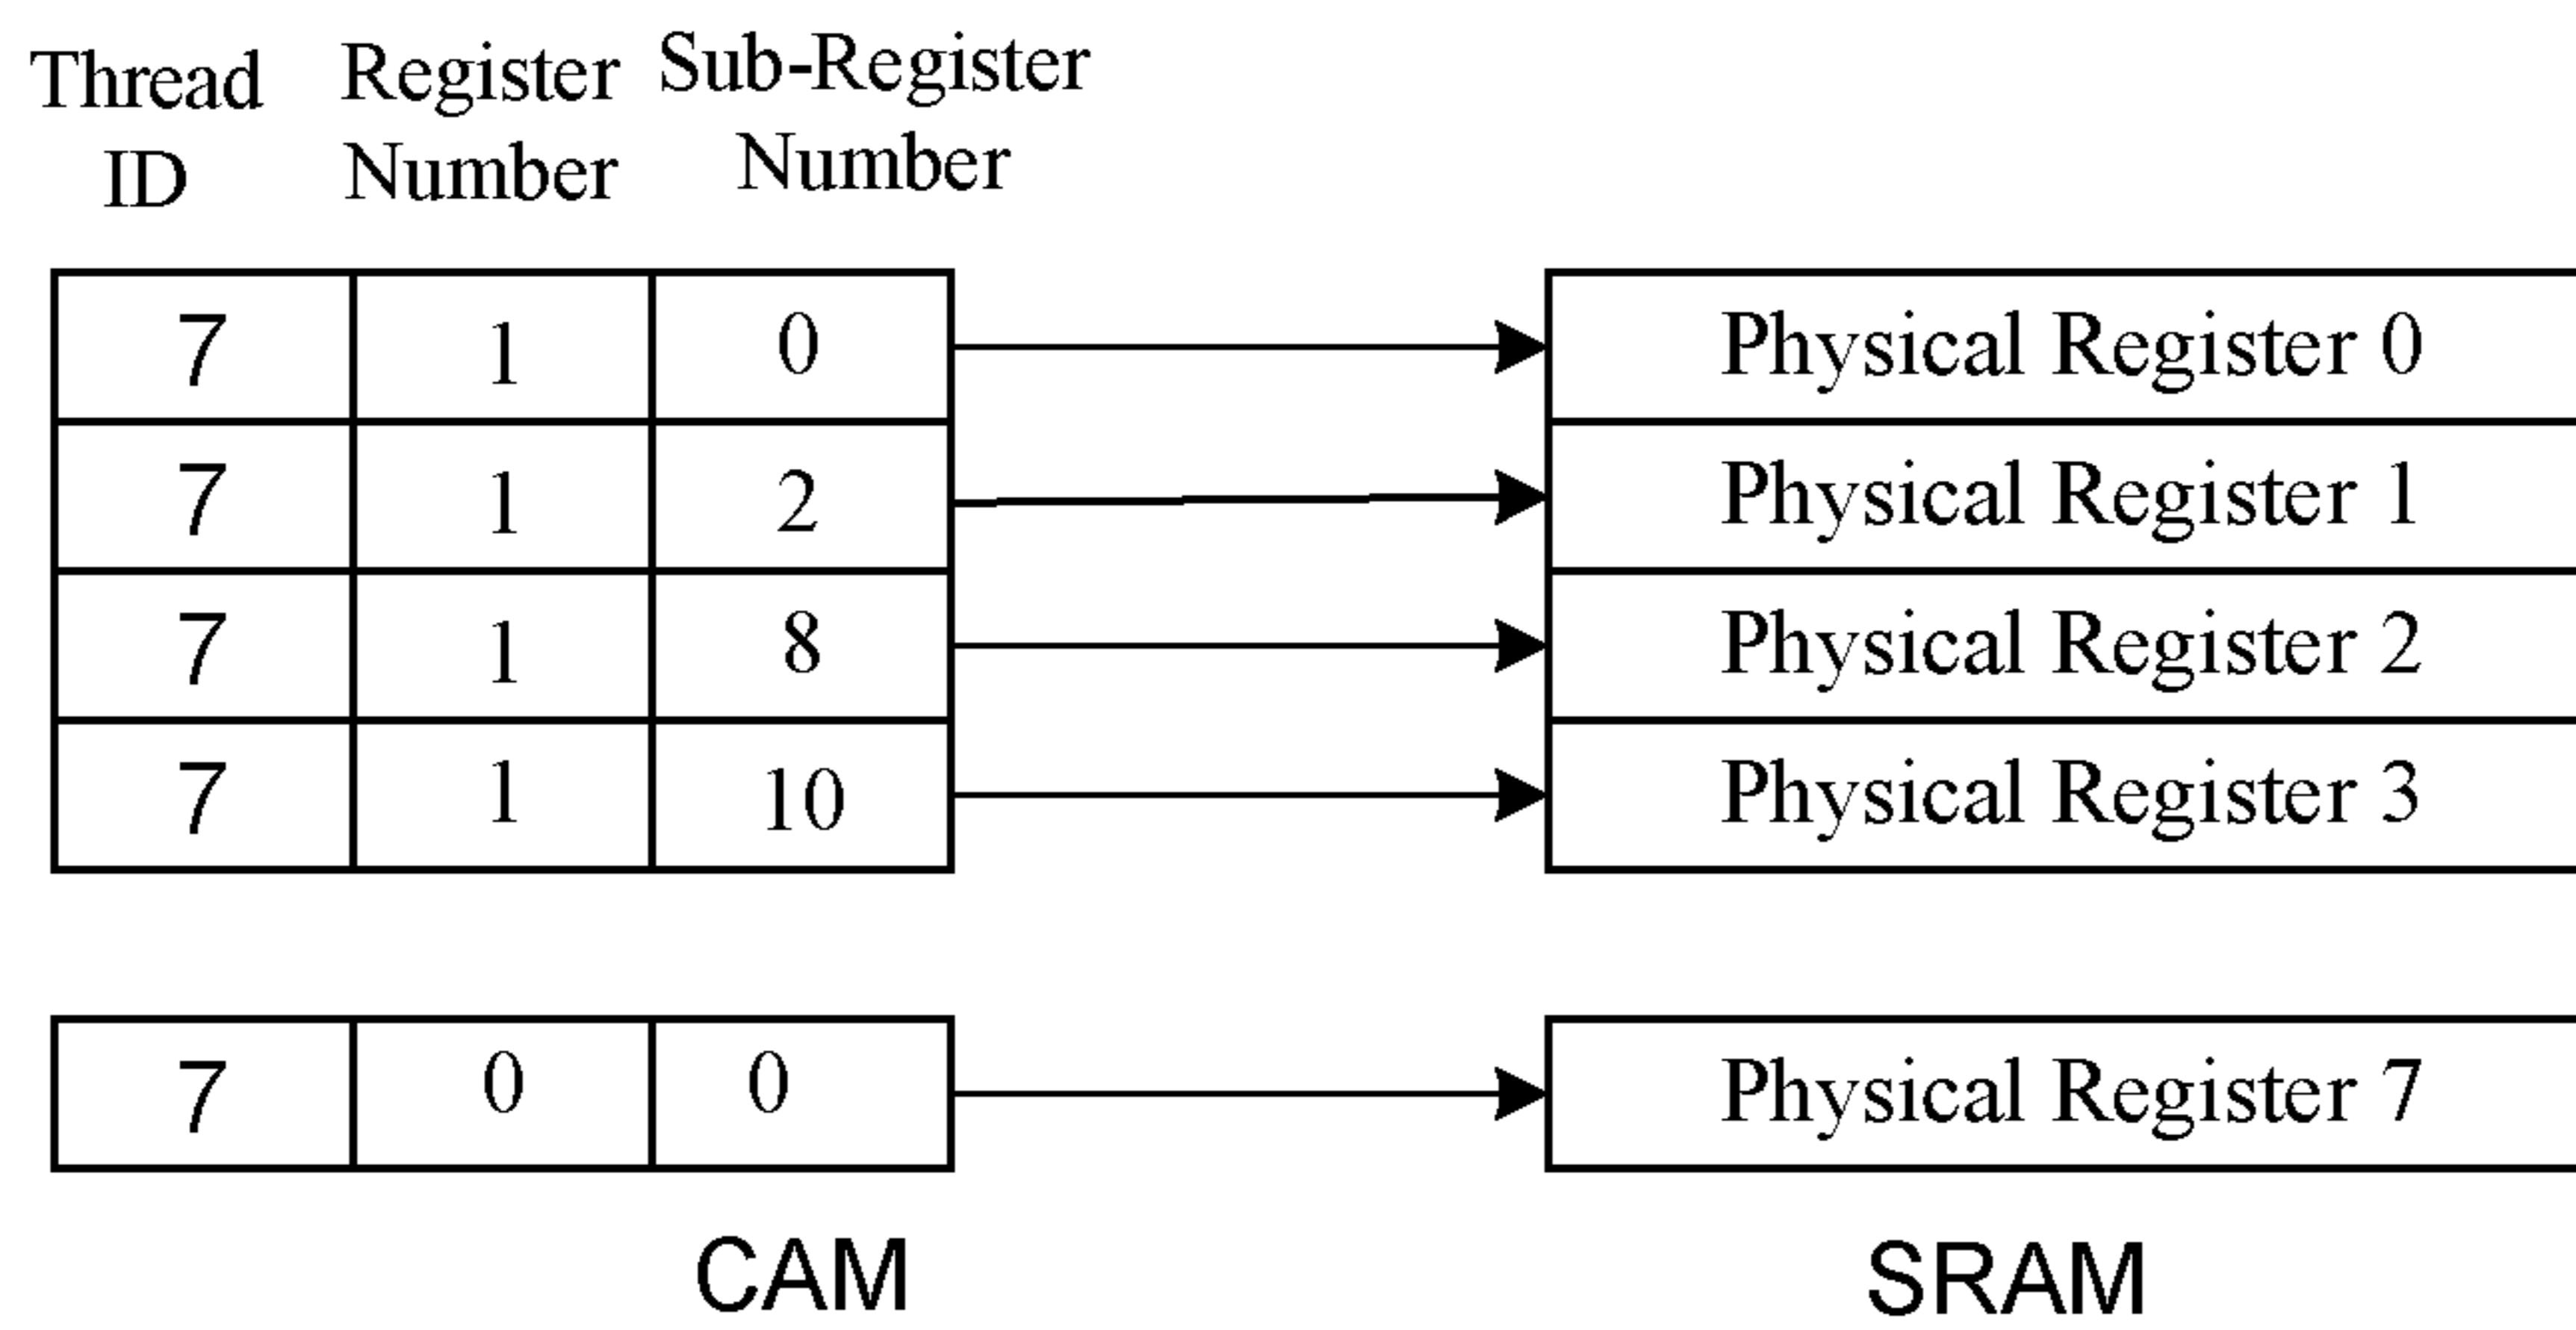 Thread ID Register Number Sub-Register Number
7 1 0 Physical Register 0
7 1 2 Physical Register 1
7 1 8 Physical Register 2
7 1 10 Physical Register 3
7 0 0 Physical Register 7
CAM SRAM